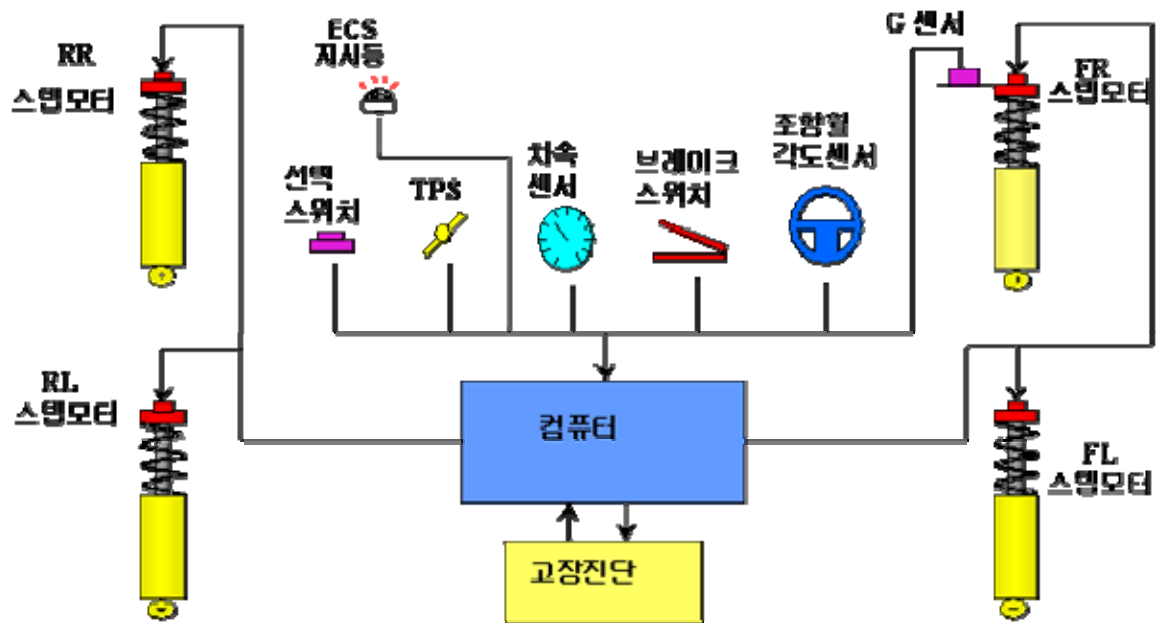 RR
스텝모터
ECS
지시등
G 센서
FR
스텝모터
선택
스위치
TPS
차속
센서
브레이크
스위치
조향휠
각도센서
RL
스텝모터
컴퓨터
FL
스텝모터
고장진단